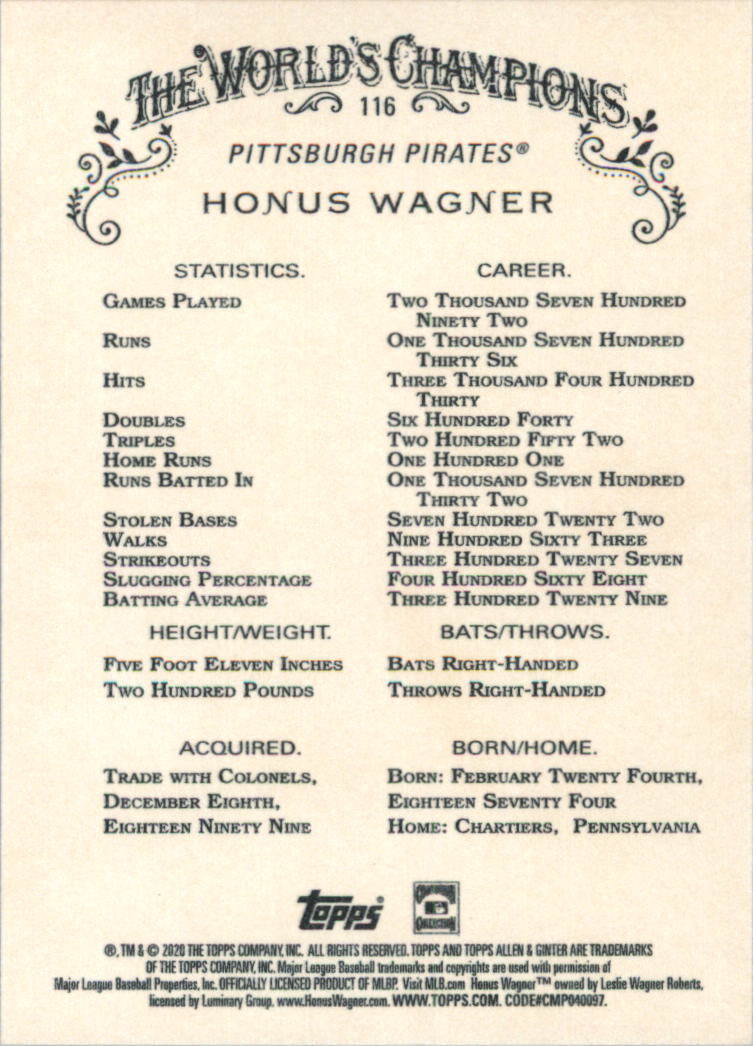 THE WORLD'S CHAMPIONS
116
PITTSBURGH PIRATES®
HONUS WAGNER
STATISTICS. CAREER.
GAMES PLAYED TWO THOUSAND SEVEN HUNDRED
NINETY TWO
RUNS ONE THOUSAND SEVEN HUNDRED
THIRTY SIX
HITS THREE THOUSAND FOUR HUNDRED
THIRTY
DOUBLES SIX HUNDRED FORTY
TRIPLES TWO HUNDRED FIFTY TWO
HOME RUNS ONE HUNDRED ONE
RUNS BATTED IN ONE THOUSAND SEVEN HUNDRED
THIRTY TWO
STOLEN BASES SEVEN HUNDRED TWENTY TWO
WALKS NINE HUNDRED SIXTY THREE
STRIKEOUTS THREE HUNDRED TWENTY SEVEN
SLUGGING PERCENTAGE FOUR HUNDRED SIXTY EIGHT
BATTING AVERAGE THREE HUNDRED TWENTY NINE
HEIGHT/WEIGHT. BATS/THROWS.
FIVE FOOT ELEVEN INCHES BATS RIGHT-HANDED
TWO HUNDRED POUNDS THROWS RIGHT-HANDED
ACQUIRED. BORN/HOME.
TRADE WITH COLONELS, BORN: FEBRUARY TWENTY FOURTH,
DECEMBER EIGHTH, EIGHTEEN SEVENTY FOUR
EIGHTEEN NINETY NINE HOME: CHARTIERS, PENNSYLVANIA
topps COOPERSTOWN
COLLECTION
®, TM & © 2020 THE TOPPS COMPANY, INC. ALL RIGHTS RESERVED. TOPPS AND TOPPS ALLEN & GINTER ARE TRADEMARKS
OF THE TOPPS COMPANY, INC. Major League Baseball trademarks and copyrights are used with permission of
Major League Baseball Properties, Inc. OFFICIALLY LICENSED PRODUCT OF MLBP. Visit MLB.com Honus Wagner™ owned by Leslie Wagner Roberts,
licensed by Luminary Group. www.HonusWagner.com. WWW.TOPPS.COM. CODE#CMP040097.